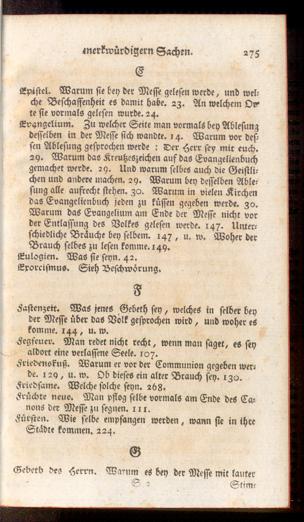 merkwürdigern Sachen. 275
E
Epistel. Warum sie bey der Messe gelesen werde, und wel-
che Beschaffenheit es damit habe. 23. An welchem Or-
te sie vormals gelesen wurde. 24.
Evangelium. Zu welcher Seite man vormals bey Ablesung
desselben in der Messe sich wandte. 14. Warum vor des-
sen Ablesung gesprochen werde : Der Herr sey mit euch.
29. Warum das Kreutzeszeichen auf das Evangelienbuch
gemachet werde. 29. Und warum selbes auch die Geistli-
chen und andere machen. 29. Warum bey desselben Able-
sung alle aufrecht stehen. 30. Warum in vielen Kirchen
das Evangelienbuch jeden zu küssen gegeben werde. 30.
Warum das Evangelium am Ende der Messe nicht vor
der Entlassung des Volkes gelesen werde. 147. Unter-
schiedliche Bräuche bey selbem. 147, u. w. Woher der
Brauch selbes zu lesen komme. 149.
Eulogien. Was sie seyn. 42.
Exorcismus. Sieh Beschwörung.
F
Fastenzeit. Was jenes Gebeth sey, welches in selber bey
der Messe über das Volk gesprochen wird, und woher es
komme. 144, u. w.
Fegfeuer. Man redet nicht recht, wenn man saget, es sey
aldort eine verlassene Seele. 107.
Friedenskuß. Warum er vor der Communion gegeben wer-
de. 129, u. w. Ob dieses ein alter Brauch sey. 130.
Friedsame. Welche solche seyn. 268.
Früchte neue. Man pflog selbe vormals am Ende des Ca-
nons der Messe zu segnen. 111.
Fürsten. Wie selbe empfangen werden, wann sie in ihre
Städte kommen. 224.
G
Gebeth des Herrn. Warum es bey der Messe mit lauter
S 2 Stim-